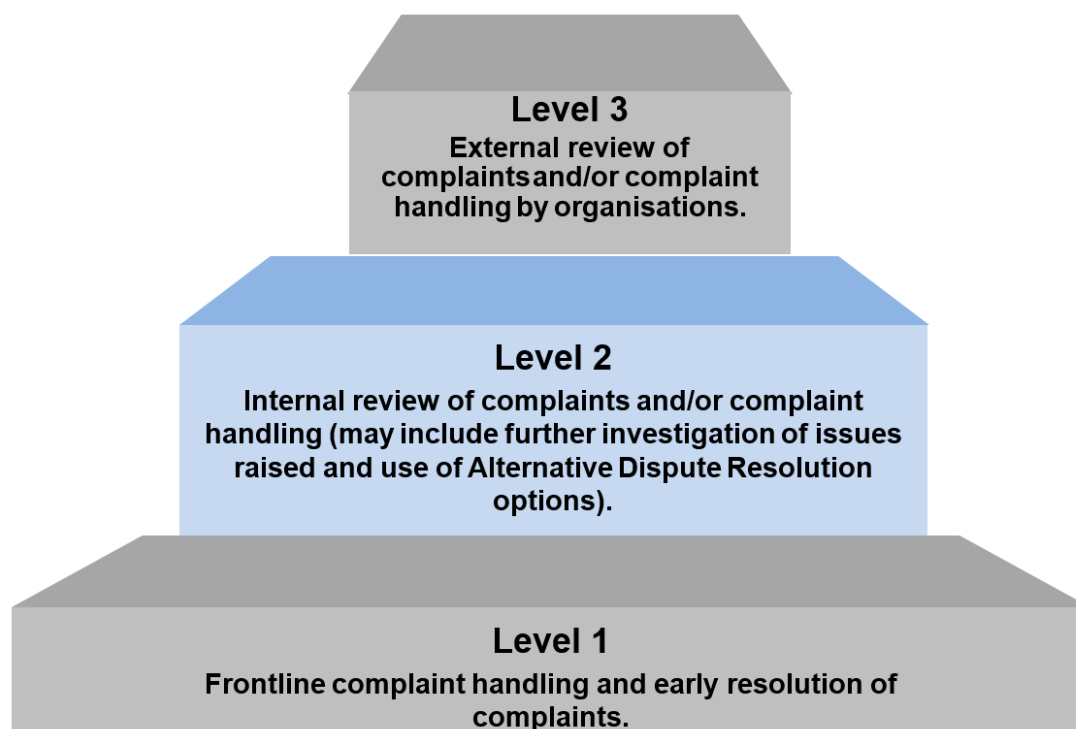 Level 3
External review of
complaints and/or complaint
handling by organisations.
Level 2
Internal review of complaints and/or complaint
handling (may include further investigation of issues
raised and use of Alternative Dispute Resolution
options).
Level 1
Frontline complaint handling and early resolution of
complaints.